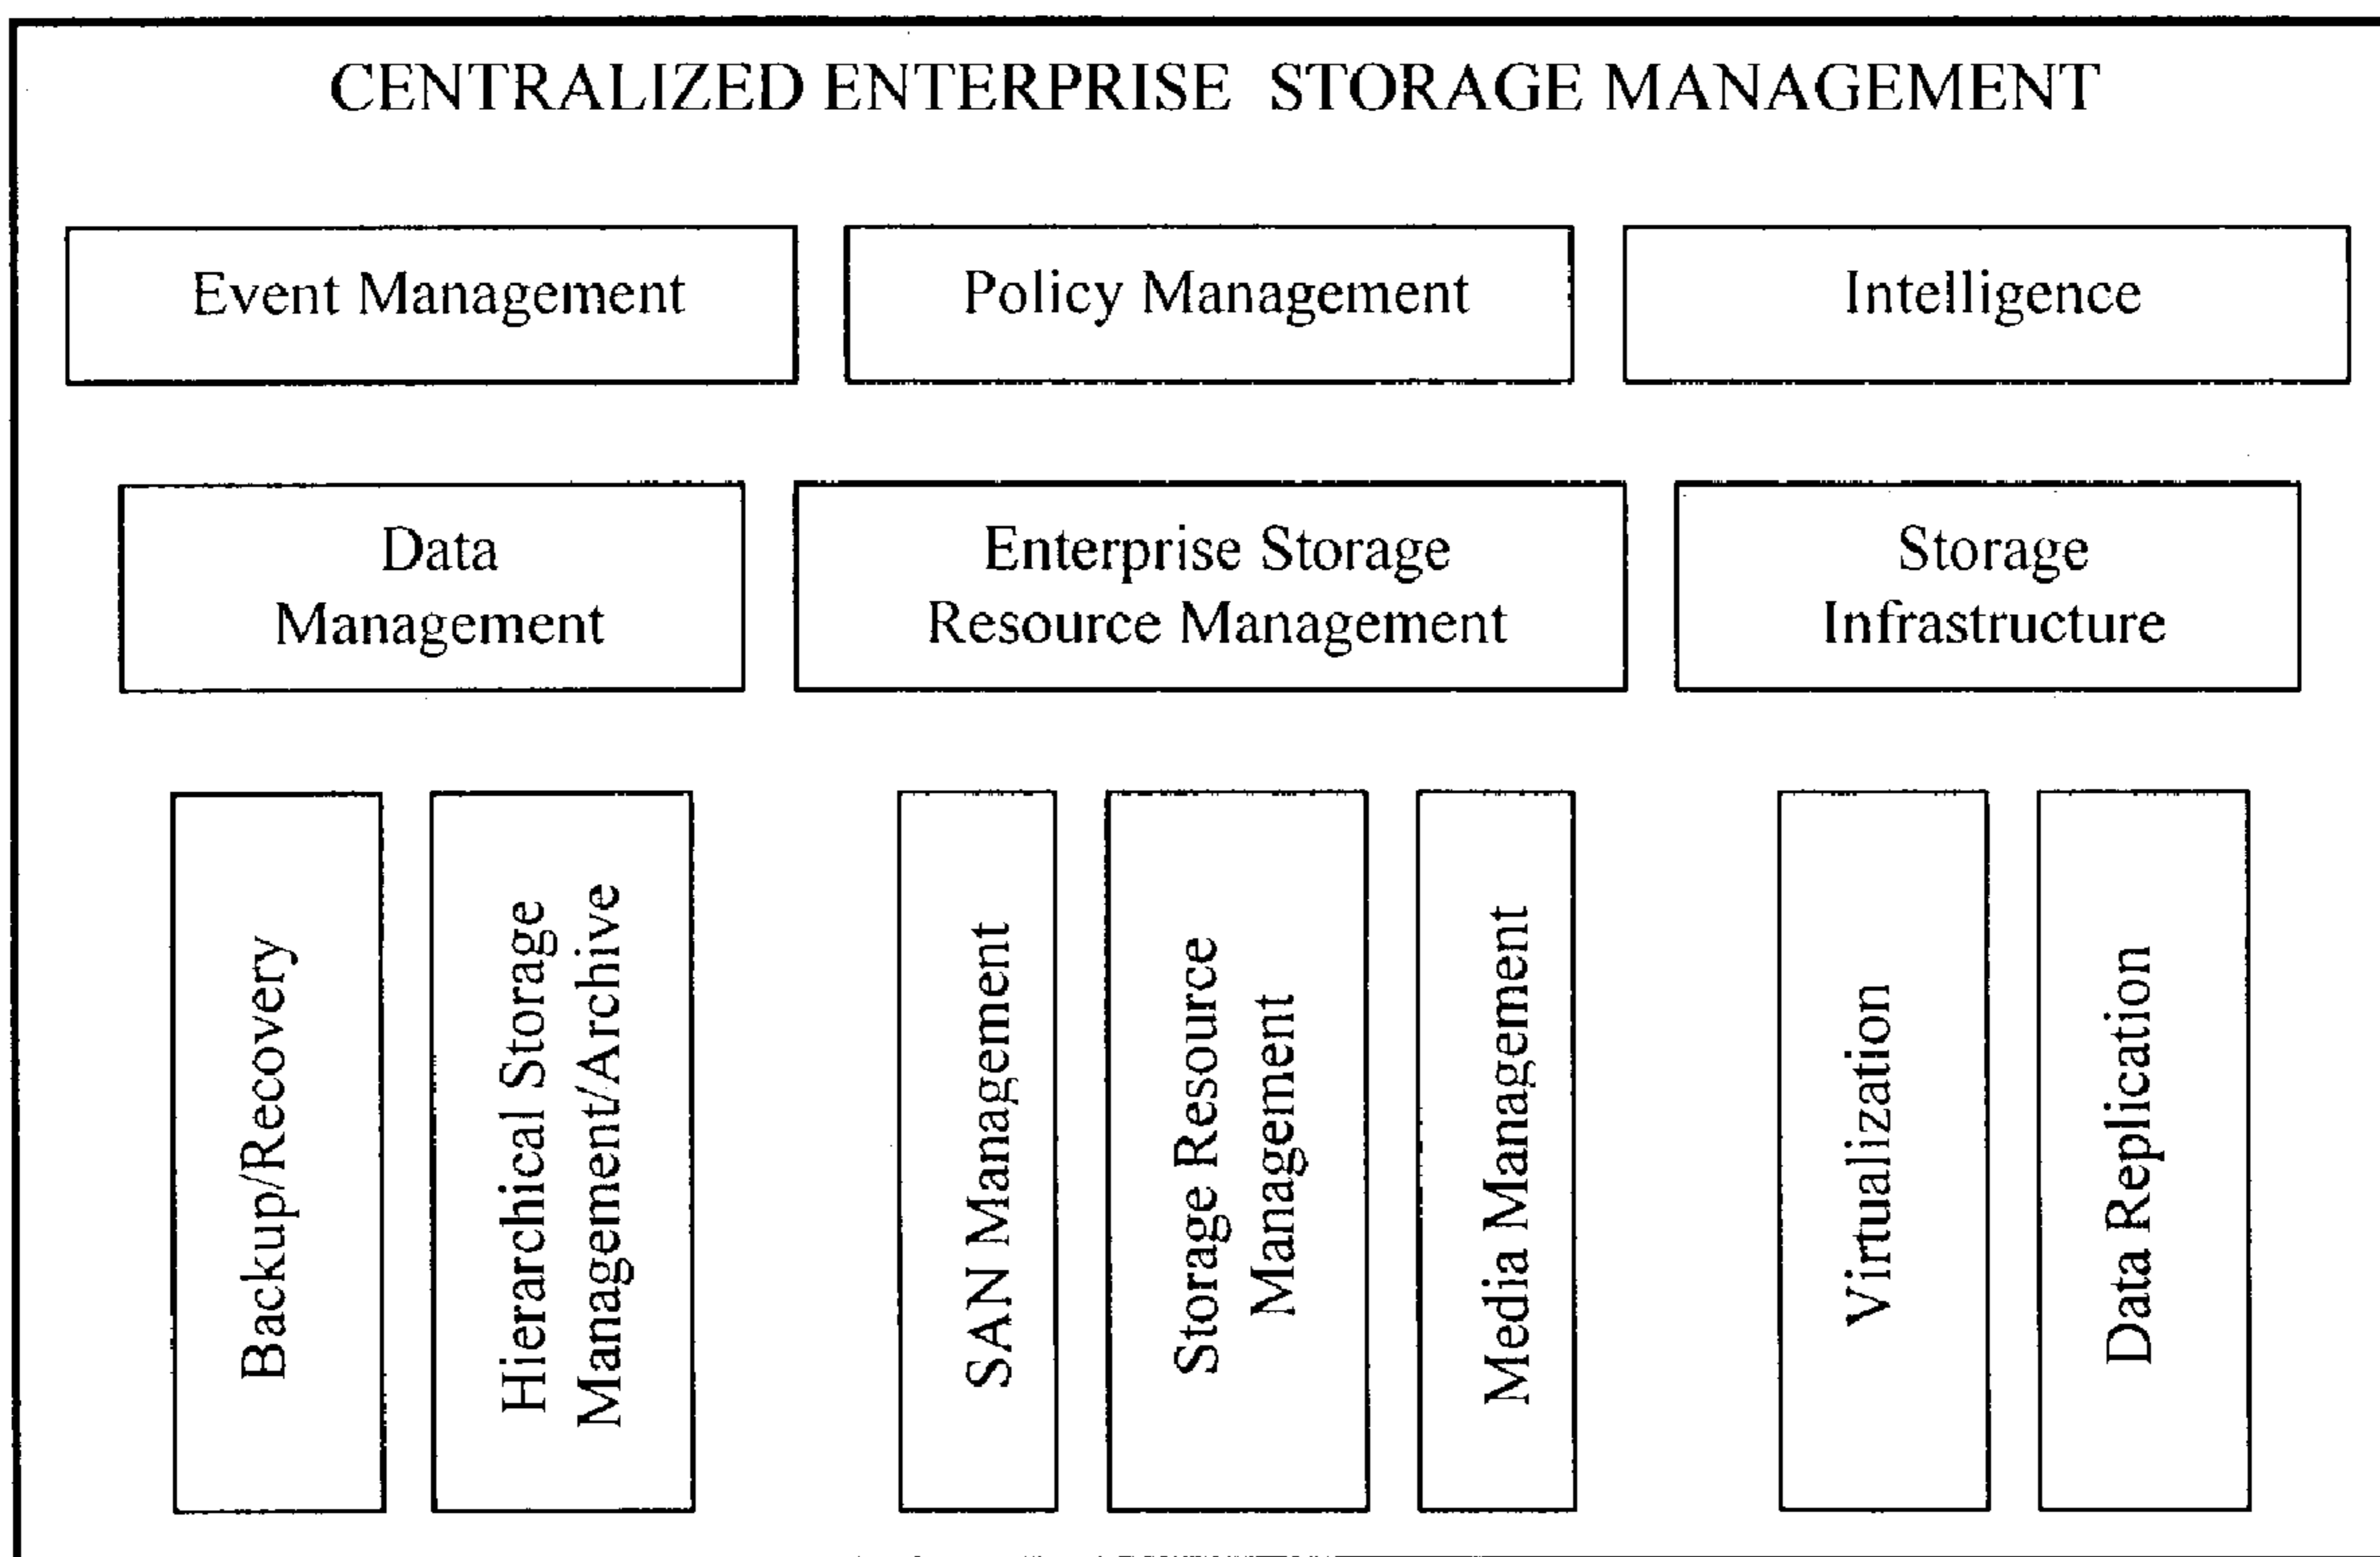 CENTRALIZED ENTERPRISE STORAGE MANAGEMENT
Event Management
Policy Management
Intelligence
Data
Management
Enterprise Storage
Resource Management
Storage
Infrastructure
Backup/Recovery
Hierarchical Storage
Management/Archive
SAN Management
Storage Resource
Management
Media Management
Virtualization
Data Replication